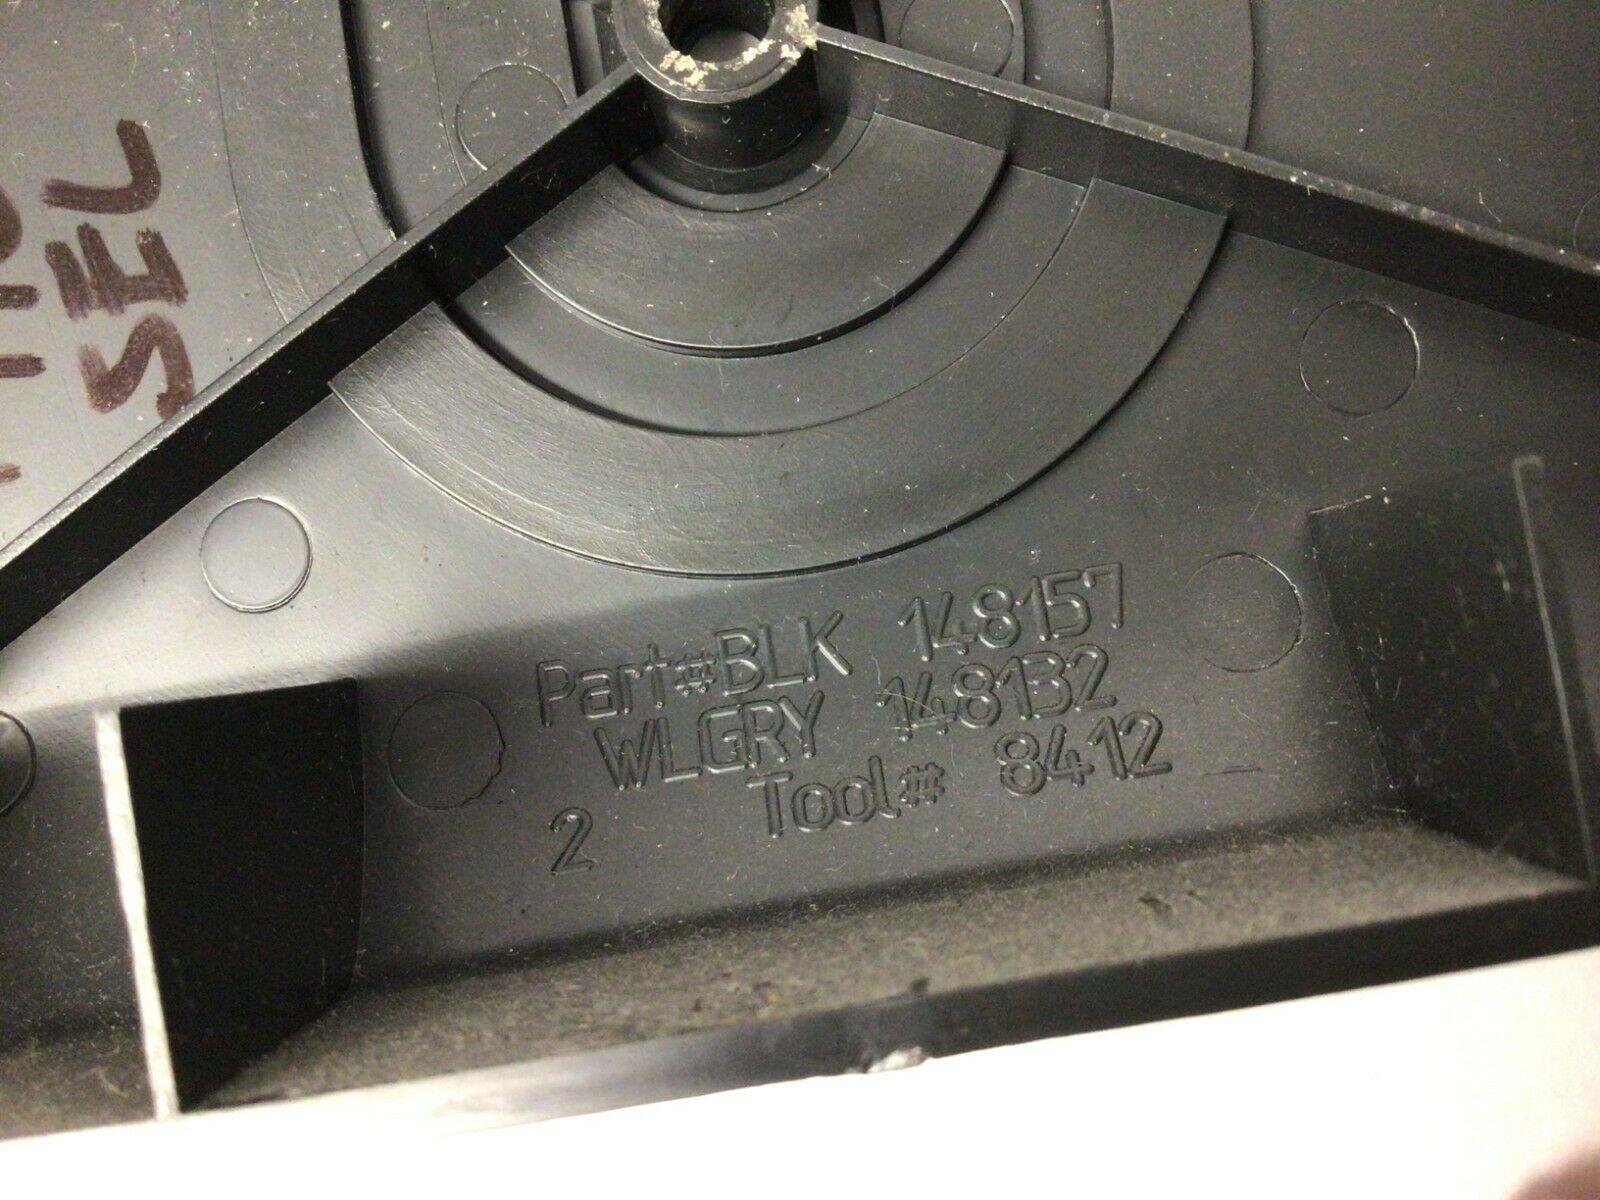 SEL
Part#BLK 148157
WLGRY 148132
2 Tool# 8412